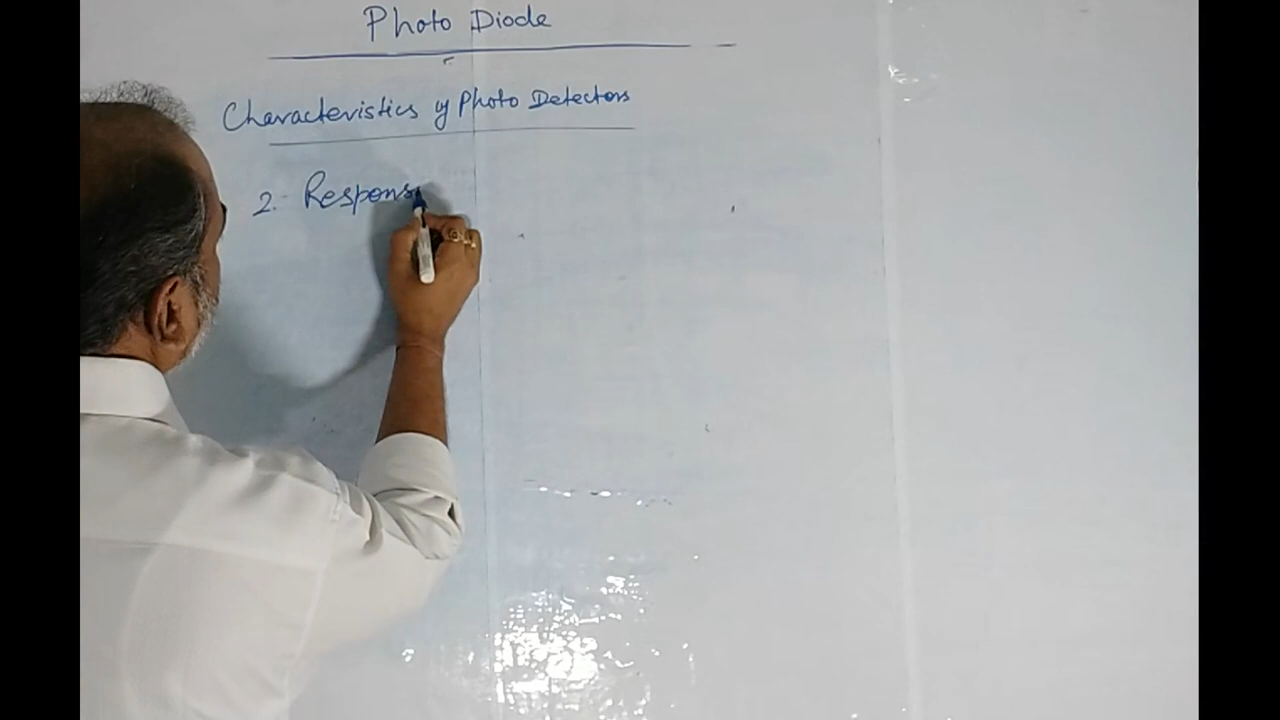 Photo Diode
Characteristics of Photo Detectors
2. Respons